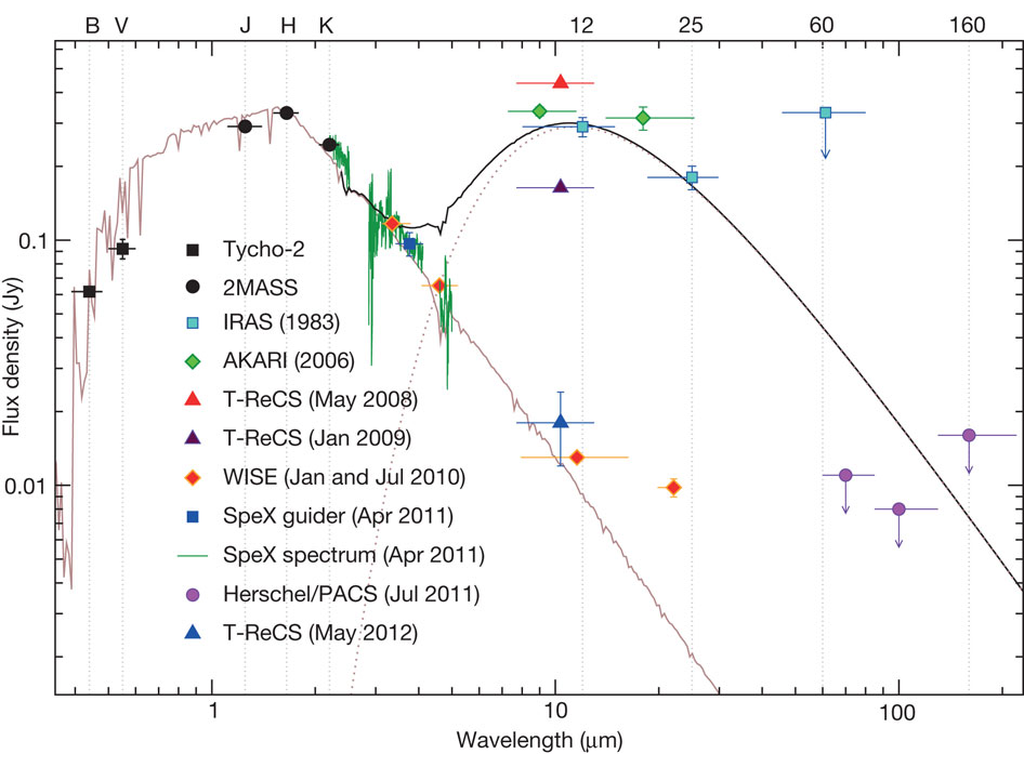 B V J H K 12 25 60 160
Flux density (Jy)
0.1
0.01
Tycho-2
2MASS
IRAS (1983)
AKARI (2006)
T-ReCS (May 2008)
T-ReCS (Jan 2009)
WISE (Jan and Jul 2010)
SpeX guider (Apr 2011)
SpeX spectrum (Apr 2011)
Herschel/PACS (Jul 2011)
T-ReCS (May 2012)
1 10 100
Wavelength (μm)